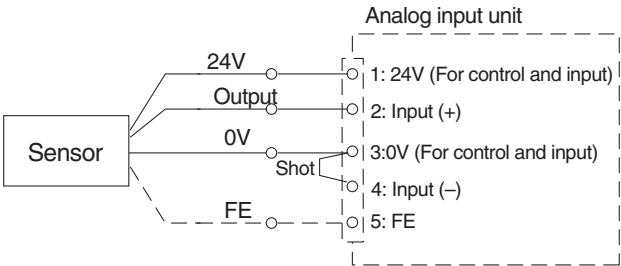 Analog input unit
24V
1: 24V (For control and input)
Output
2: Input (+)
0V
3:0V (For control and input)
Sensor
Shot
4: Input (–)
FE
5: FE